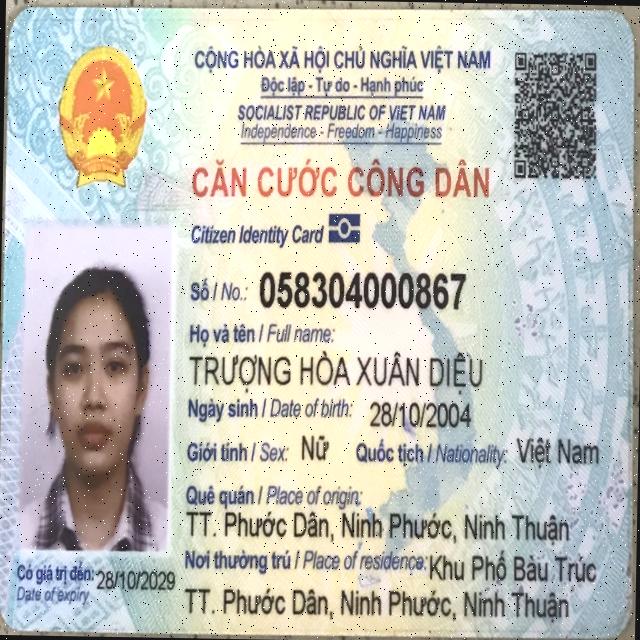 CỘNG HÒA XÃ HỘI CHỦ NGHĨA VIỆT NAM
Độc lập - Tự do - Hạnh phúc
SOCIALIST REPUBLIC OF VIET NAM
Independence - Freedom - Happiness
CĂN CƯỚC CÔNG DÂN
Citizen Identity Card
Số / No.: 058304000867
Họ và tên / Full name:
TRƯỢNG HÒA XUÂN DIỆU
Ngày sinh / Date of birth: 28/10/2004
Giới tính / Sex: Nữ Quốc tịch / Nationality: Việt Nam
Quê quán / Place of origin:
TT. Phước Dân, Ninh Phước, Ninh Thuận
Nơi thường trú / Place of residence: Khu Phố Bàu Trúc
TT. Phước Dân, Ninh Phước, Ninh Thuận
Có giá trị đến: 28/10/2029
Date of expiry